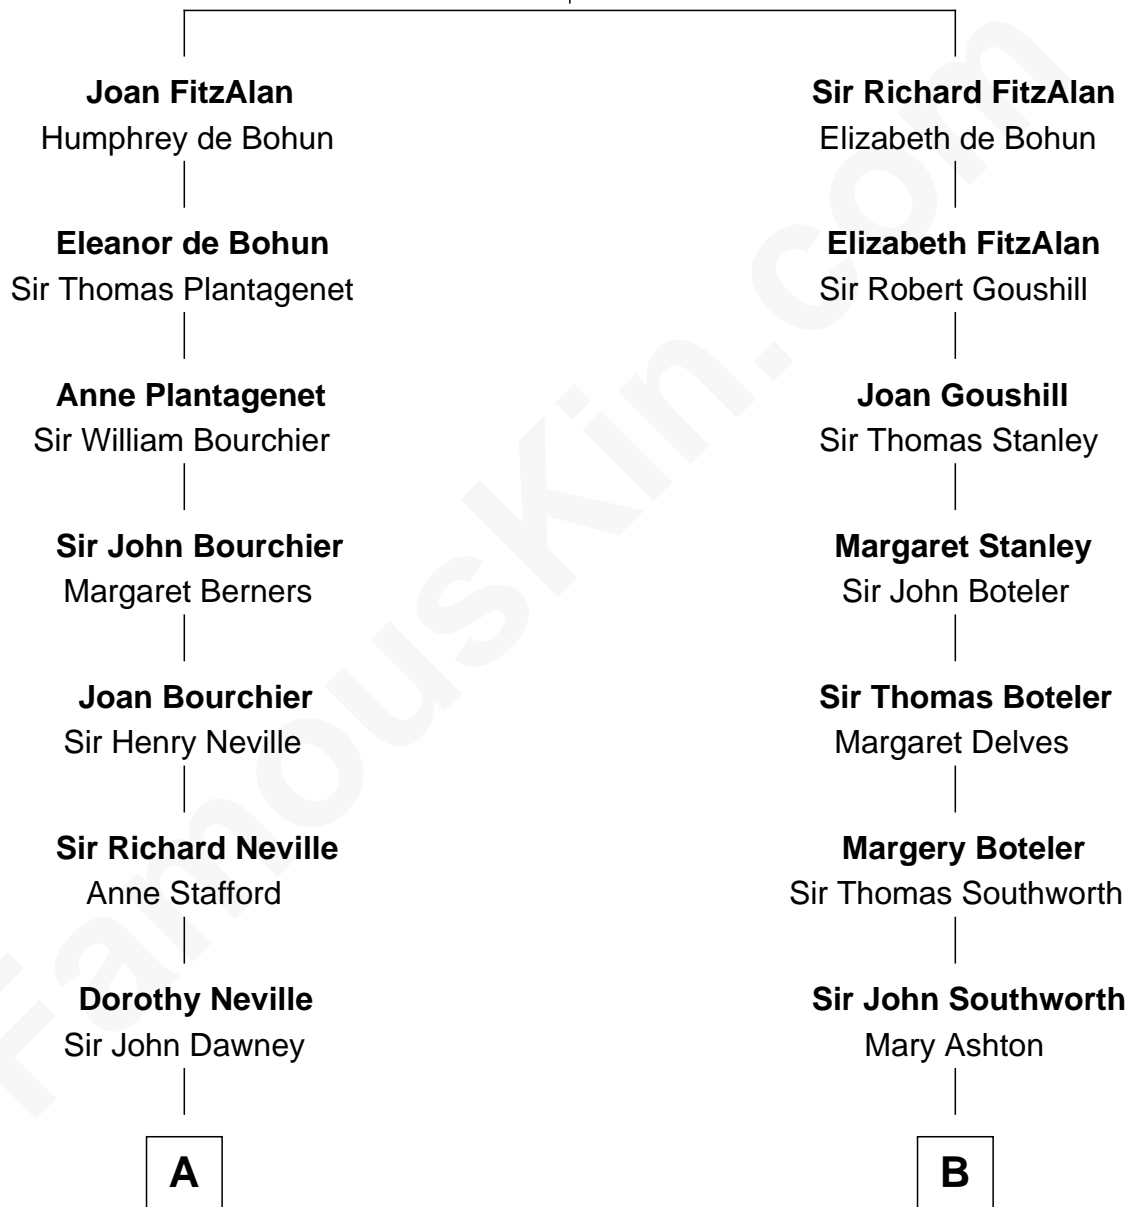 Joan FitzAlan
Humphrey de Bohun
Eleanor de Bohun
Sir Thomas Plantagenet
Anne Plantagenet
Sir William Bourchier
Sir John Bourchier
Margaret Berners
Joan Bourchier
Sir Henry Neville
Sir Richard Neville
Anne Stafford
Dorothy Neville
Sir John Dawney
A
Sir Richard FitzAlan
Elizabeth de Bohun
Elizabeth FitzAlan
Sir Robert Goushill
Joan Goushill
Sir Thomas Stanley
Margaret Stanley
Sir John Boteler
Sir Thomas Boteler
Margaret Delves
Margery Boteler
Sir Thomas Southworth
Sir John Southworth
Mary Ashton
B
FamousKin.com